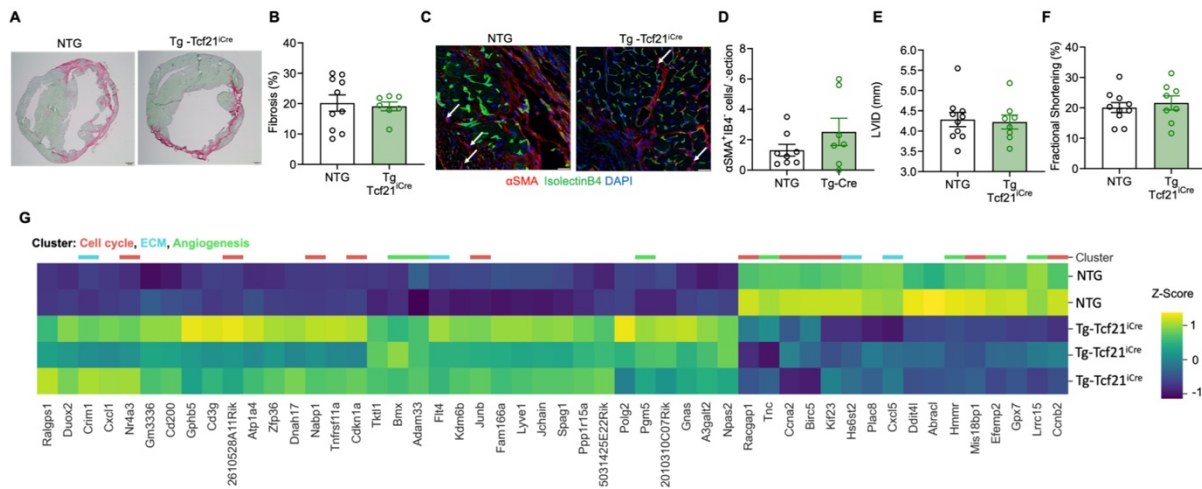 A
NTG
Tg -Tcf21iCre
B
Fibrosis (%)
40
30
20
10
0
NTG
Tg
Tcf21iCre
C
NTG
Tg -Tcf21iCre
αSMA IsolectinB4 DAPI
D
αSMA+IB4- cells/ section
8
6
4
2
0
NTG
Tg-Cre
E
LVID (mm)
6.0
5.5
5.0
4.5
4.0
3.5
3.0
NTG
Tg
Tcf21iCre
F
Fractional Shortening (%)
50
40
30
20
10
0
NTG
Tg
Tcf21iCre
G
Cluster: Cell cycle, ECM, Angiogenesis
Cluster
NTG
NTG
Tg-Tcf21iCre
Tg-Tcf21iCre
Tg-Tcf21iCre
Z-Score
1
0
-1
Ralgps1
Duox2
Crim1
Cxcl1
Nr4a3
Gm336
Cd200
Gphb5
Cd3g
2610528A11Rik
Atp1a4
Zfp36
Dnah17
Nabp1
Tnfrsf11a
Cdkn1a
Tktl1
Bmx
Adam33
Flt4
Kdm6b
Fam166a
Junb
Lyve1
Jchain
Spag1
Ppp1r15a
5031425E22Rik
Polg2
Pgm5
2010310C07Rik
Gnas
A3galt2
Npas2
Racgap1
Tnc
Ccna2
Birc5
Kif23
Hs6st2
Plac8
Cxcl5
Ddit4l
Abracl
Hmmr
Mis18bp1
Efemp2
Gpx7
Lrrc15
Ccnb2